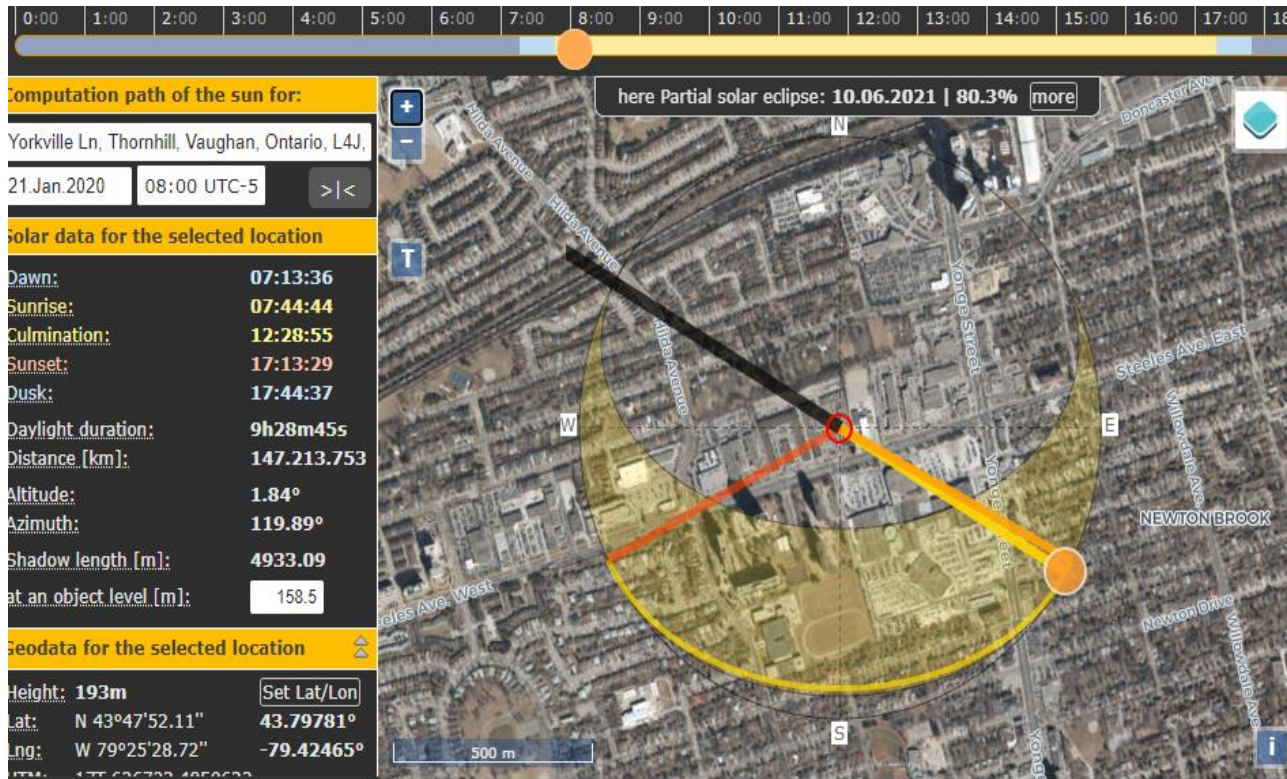 0:00 1:00 2:00 3:00 4:00 5:00 6:00 7:00 8:00 9:00 10:00 11:00 12:00 13:00 14:00 15:00 16:00 17:00 18
Computation path of the sun for:
Yorkville Ln, Thornhill, Vaughan, Ontario, L4J,
21.Jan.2020 08:00 UTC-5 >|<
Solar data for the selected location
Dawn: 07:13:36
Sunrise: 07:44:44
Culmination: 12:28:55
Sunset: 17:13:29
Dusk: 17:44:37
Daylight duration: 9h28m45s
Distance [km]: 147.213.753
Altitude: 1.84°
Azimuth: 119.89°
Shadow length [m]: 4933.09
at an object level [m]: 158.5
Geodata for the selected location
Height: 193m Set Lat/Lon
Lat: N 43°47'52.11" 43.79781°
Lng: W 79°25'28.72" -79.42465°
+
−
T
here Partial solar eclipse: 10.06.2021 | 80.3% more
N
W
E
S
Doncaster Ave
Hilda Avenue
Hilda Avenue
Hilda Avenue
Yonge Street
Steeles Ave. East
Willowdale Ave.
NEWTON BROOK
Newton Drive
Willowdale
eeles Ave. West
Yong
500 m
i